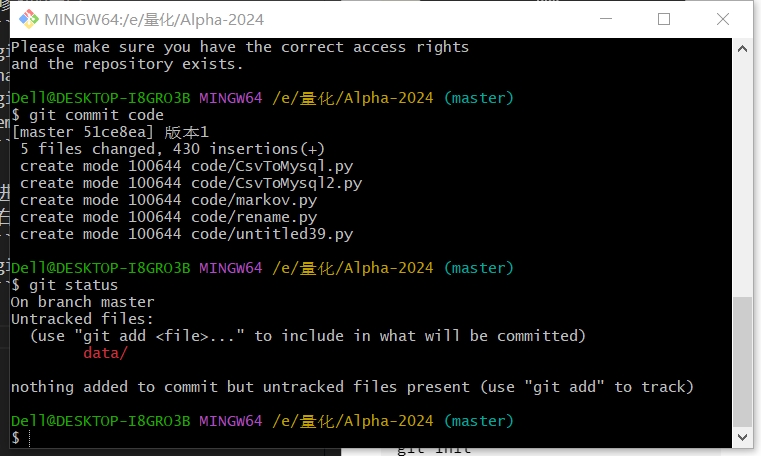 MINGW64:/e/量化/Alpha-2024
Please make sure you have the correct access rights
and the repository exists.
Dell@DESKTOP-I8GRO3B MINGW64 /e/量化/Alpha-2024 (master)
$ git commit code
[master 51ce8ea] 版本1
 5 files changed, 430 insertions(+)
 create mode 100644 code/CsvToMysql.py
 create mode 100644 code/CsvToMysql2.py
 create mode 100644 code/markov.py
 create mode 100644 code/rename.py
 create mode 100644 code/untitled39.py
Dell@DESKTOP-I8GRO3B MINGW64 /e/量化/Alpha-2024 (master)
$ git status
On branch master
Untracked files:
  (use "git add <file>..." to include in what will be committed)
        data/
nothing added to commit but untracked files present (use "git add" to track)
Dell@DESKTOP-I8GRO3B MINGW64 /e/量化/Alpha-2024 (master)
$
git init